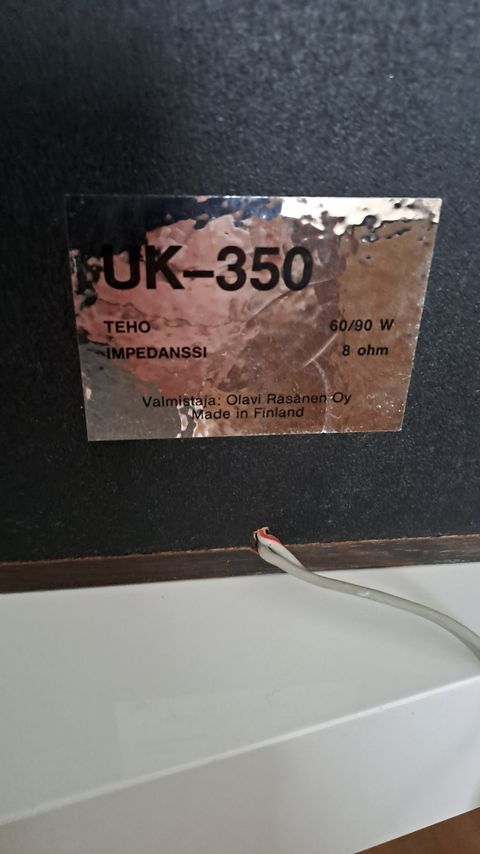 UK–350
TEHO 60/90 W
IMPEDANSSI 8 ohm
Valmistaja: Olavi Räsänen Oy
Made in Finland